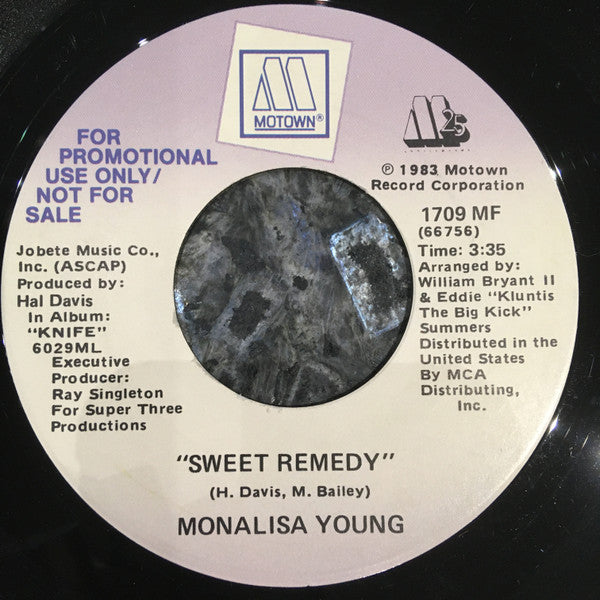 MOTOWN®
M25
FOR
PROMOTIONAL
USE ONLY/
NOT FOR
SALE
℗ 1983 Motown
Record Corporation
1709 MF
(66756)
Time: 3:35
Arranged by:
William Bryant II
& Eddie "Kluntis
The Big Kick"
Summers
Distributed in the
United States
By MCA
Distributing,
Inc.
Jobete Music Co.,
Inc. (ASCAP)
Produced by:
Hal Davis
In Album:
"KNIFE"
6029ML
Executive
Producer:
Ray Singleton
For Super Three
Productions
"SWEET REMEDY"
(H. Davis, M. Bailey)
MONALISA YOUNG